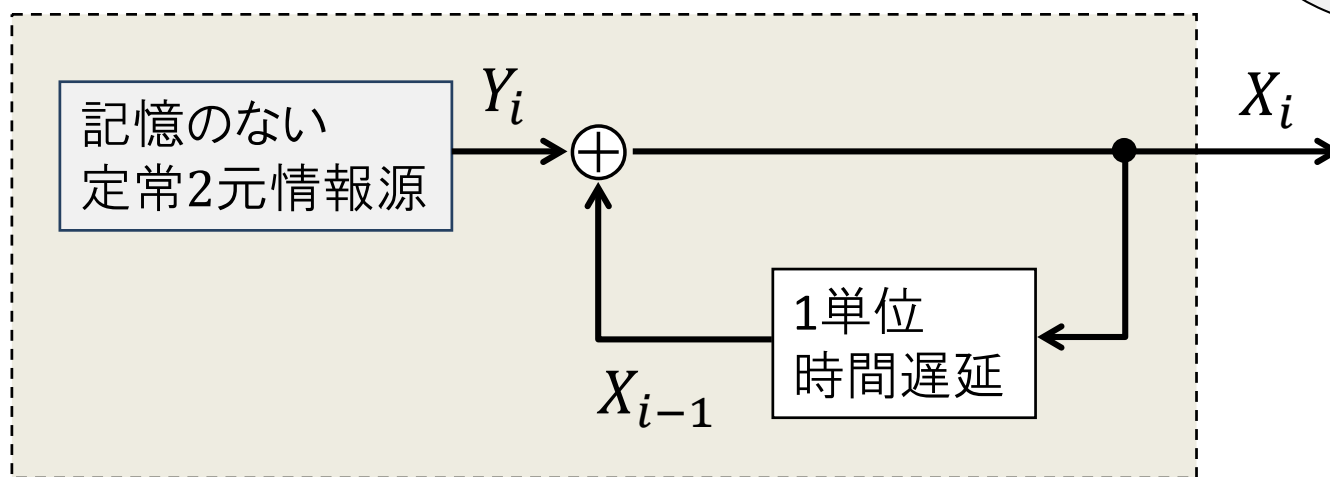 記憶のない
定常2元情報源
Y_i
X_i
1単位
時間遅延
X_{i-1}